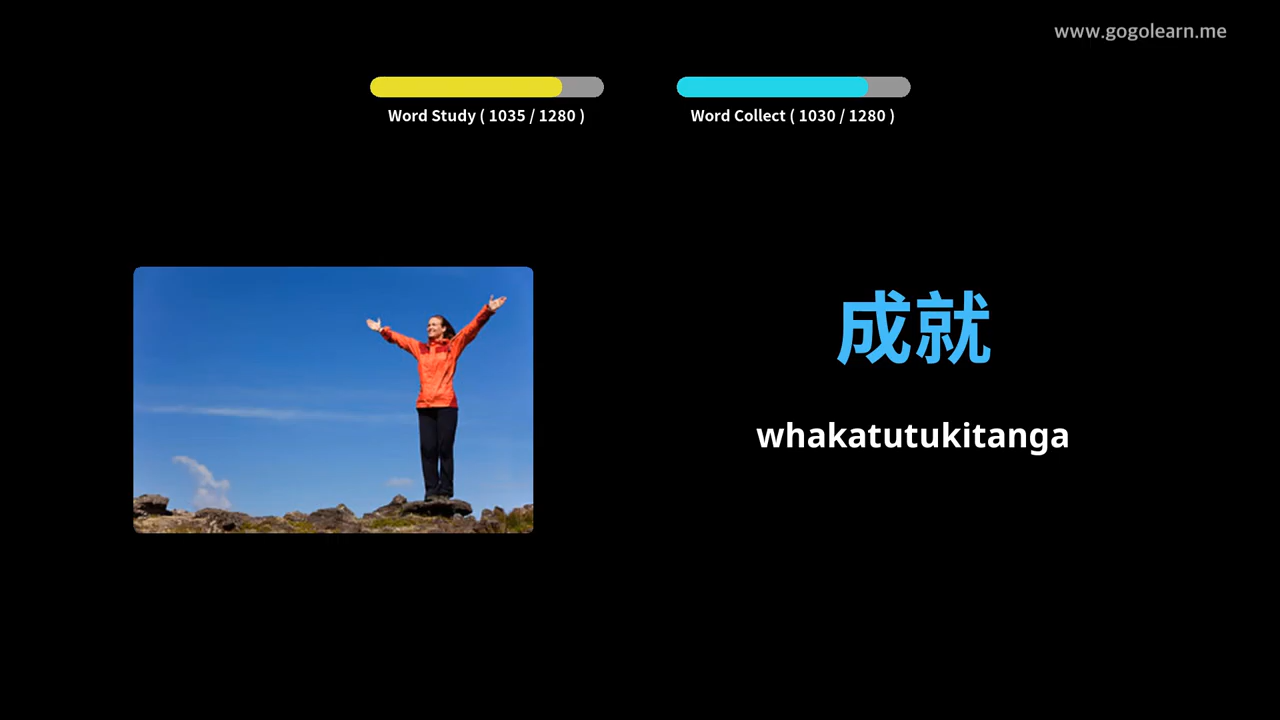 www.gogolearn.me
Word Study ( 1035 / 1280 )
Word Collect ( 1030 / 1280 )
成就
whakatutukitanga